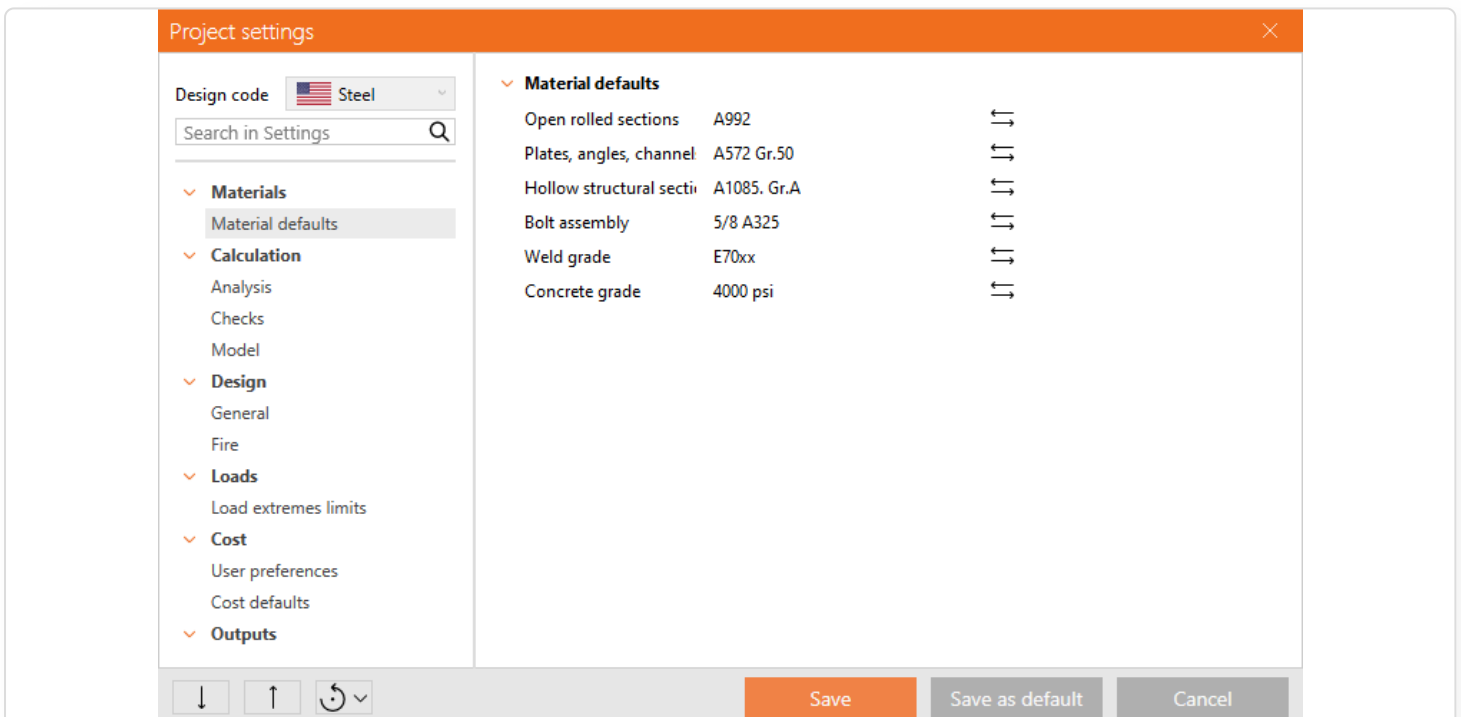 Project settings
Design code Steel
Search in Settings
Materials
Material defaults
Calculation
Analysis
Checks
Model
Design
General
Fire
Loads
Load extremes limits
Cost
User preferences
Cost defaults
Outputs
Material defaults
Open rolled sections A992
Plates, angles, channel A572 Gr.50
Hollow structural secti A1085. Gr.A
Bolt assembly 5/8 A325
Weld grade E70xx
Concrete grade 4000 psi
Save Save as default Cancel